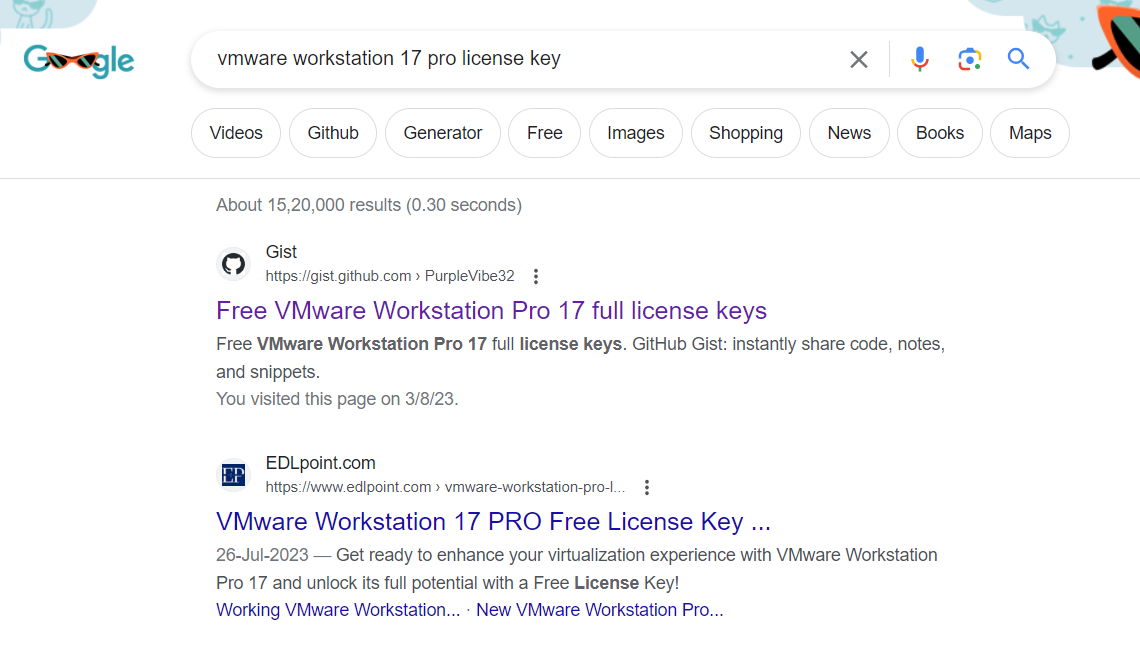 Google
vmware workstation 17 pro license key
Videos Github Generator Free Images Shopping News Books Maps
About 15,20,000 results (0.30 seconds)
Gist
https://gist.github.com › PurpleVibe32
Free VMware Workstation Pro 17 full license keys
Free VMware Workstation Pro 17 full license keys. GitHub Gist: instantly share code, notes,
and snippets.
You visited this page on 3/8/23.
EP
EDLpoint.com
https://www.edlpoint.com › vmware-workstation-pro-l...
VMware Workstation 17 PRO Free License Key ...
26-Jul-2023 — Get ready to enhance your virtualization experience with VMware Workstation
Pro 17 and unlock its full potential with a Free License Key!
Working VMware Workstation... · New VMware Workstation Pro...